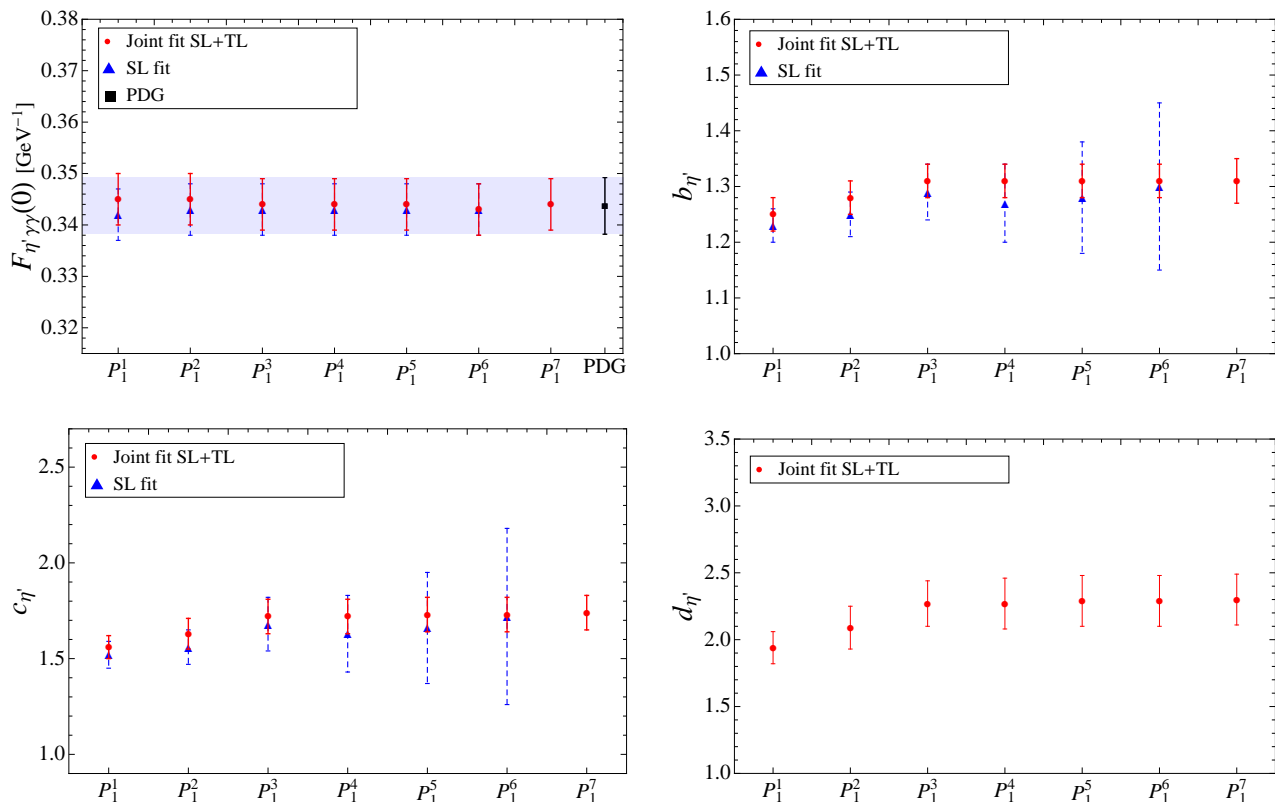 0.38
0.37
0.36
0.35
0.34
0.33
0.32
F_{η′γγ}(0) [GeV⁻¹]
Joint fit SL+TL
SL fit
PDG
P_1^1 P_1^2 P_1^3 P_1^4 P_1^5 P_1^6 P_1^7 PDG
1.6
1.5
1.4
1.3
1.2
1.1
1.0
b_{η′}
Joint fit SL+TL
SL fit
P_1^1 P_1^2 P_1^3 P_1^4 P_1^5 P_1^6 P_1^7
2.5
2.0
1.5
1.0
c_{η′}
Joint fit SL+TL
SL fit
P_1^1 P_1^2 P_1^3 P_1^4 P_1^5 P_1^6 P_1^7
3.5
3.0
2.5
2.0
1.5
1.0
d_{η′}
Joint fit SL+TL
P_1^1 P_1^2 P_1^3 P_1^4 P_1^5 P_1^6 P_1^7